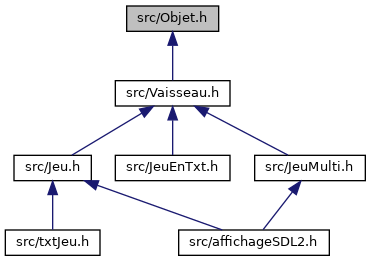 src/Objet.h
src/Vaisseau.h
src/Jeu.h
src/JeuEnTxt.h
src/JeuMulti.h
src/txtJeu.h
src/affichageSDL2.h